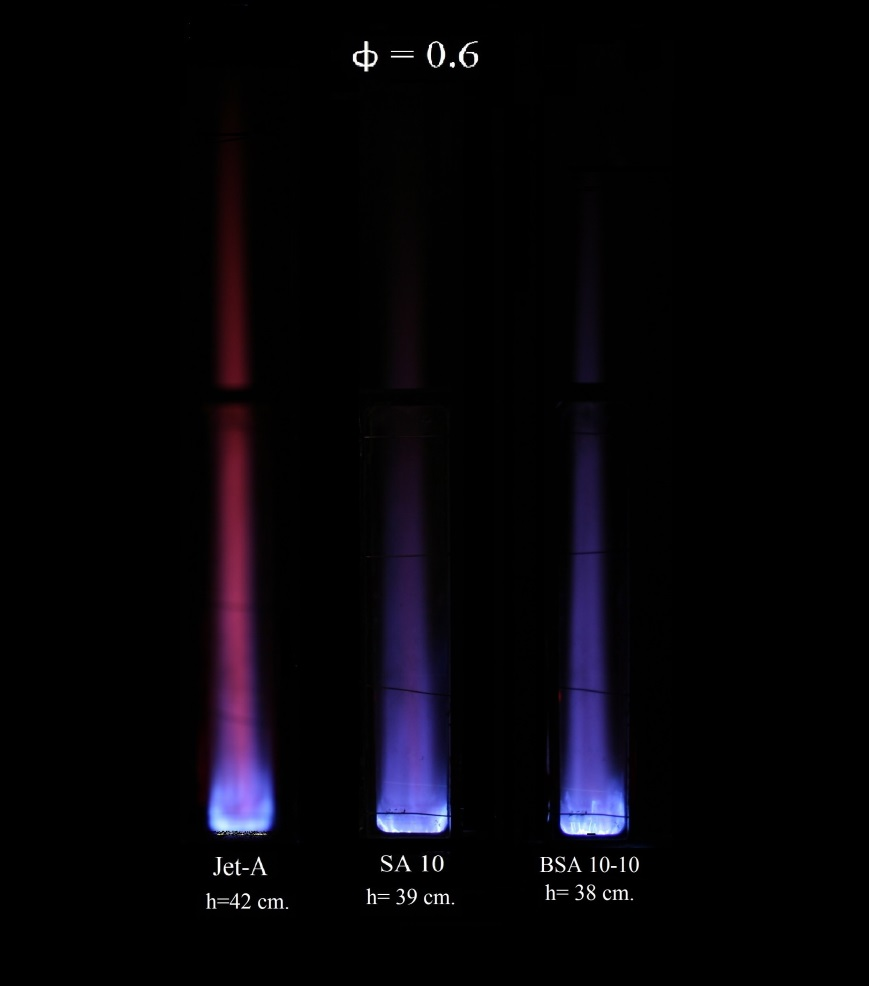 ф = 0.6
Jet-A
h=42 cm.
SA 10
h= 39 cm.
BSA 10-10
h= 38 cm.